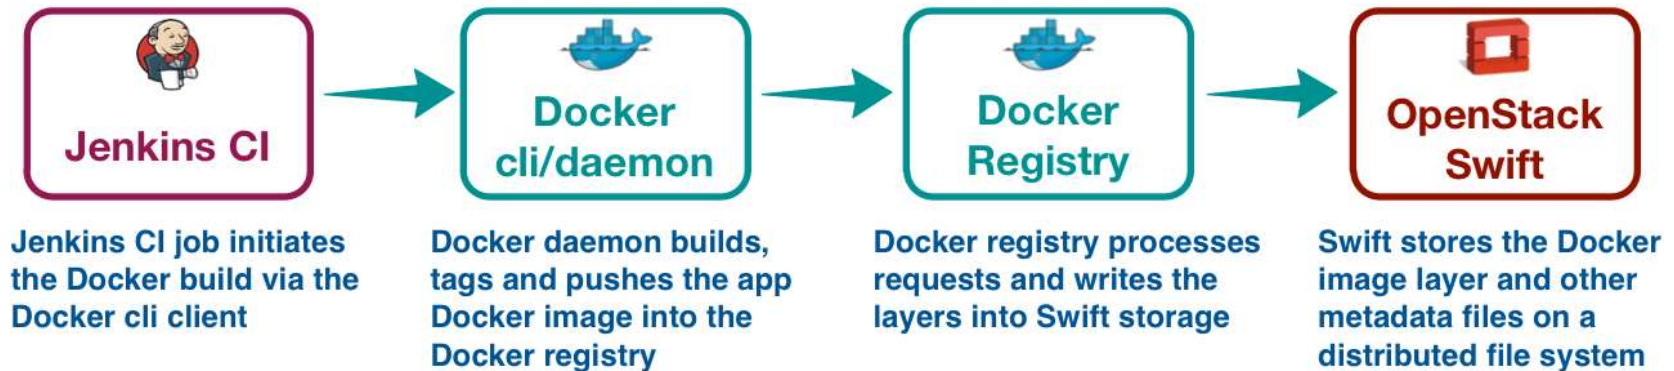 Jenkins CI
Docker
cli/daemon
Docker
Registry
OpenStack
Swift
Jenkins CI job initiates
the Docker build via the
Docker cli client
Docker daemon builds,
tags and pushes the app
Docker image into the
Docker registry
Docker registry processes
requests and writes the
layers into Swift storage
Swift stores the Docker
image layer and other
metadata files on a
distributed file system